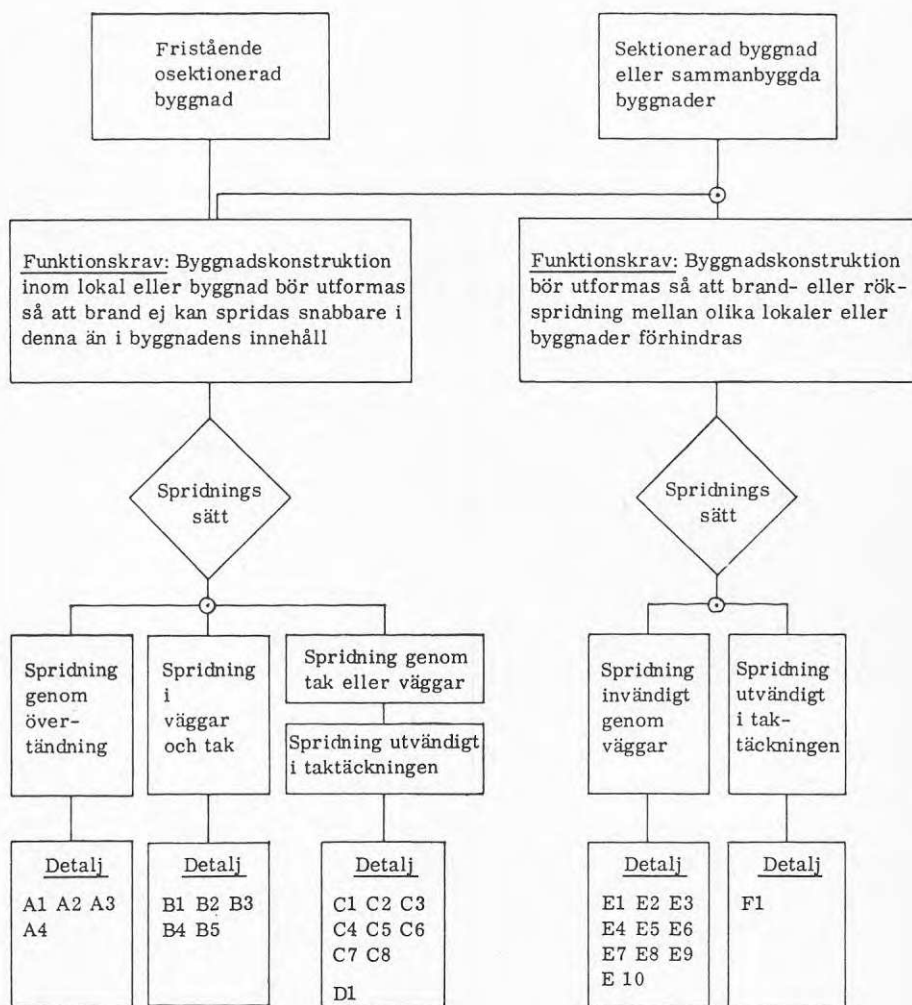 Fristående
osektionerad
byggnad
Sektionerad byggnad
eller sammanbyggda
byggnader
Funktionskrav: Byggnadskonstruktion
inom lokal eller byggnad bör utformas
så att brand ej kan spridas snabbare i
denna än i byggnadens innehåll
Funktionskrav: Byggnadskonstruktion
bör utformas så att brand- eller rök-
spridning mellan olika lokaler eller
byggnader förhindras
Spridnings
sätt
Spridnings
sätt
Spridning
genom
över-
tändning
Spridning
i
väggar
och tak
Spridning genom
tak eller väggar
Spridning utvändigt
i taktäckningen
Spridning
invändigt
genom
väggar
Spridning
utvändigt
i tak-
täckningen
Detalj
A1 A2 A3
A4
Detalj
B1 B2 B3
B4 B5
Detalj
C1 C2 C3
C4 C5 C6
C7 C8
D1
Detalj
E1 E2 E3
E4 E5 E6
E7 E8 E9
E 10
Detalj
F1